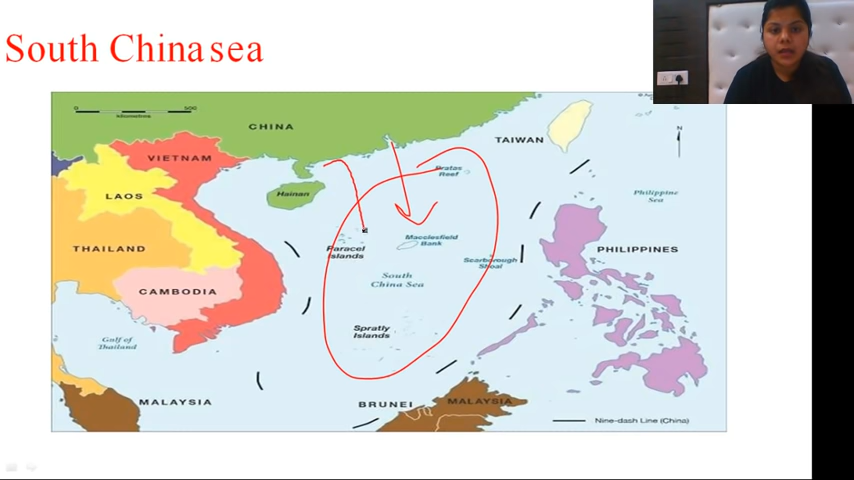 South China sea
0 500
kilometres
CHINA
TAIWAN
N
VIETNAM
Pratas
Reef
Hainan
LAOS
Philippine
Sea
Macclesfield
Bank
THAILAND
Paracel
Islands
PHILIPPINES
Scarborough
Shoal
South
China Sea
CAMBODIA
Spratly
Islands
Gulf of
Thailand
MALAYSIA
BRUNEI
MALAYSIA
Nine-dash Line (China)